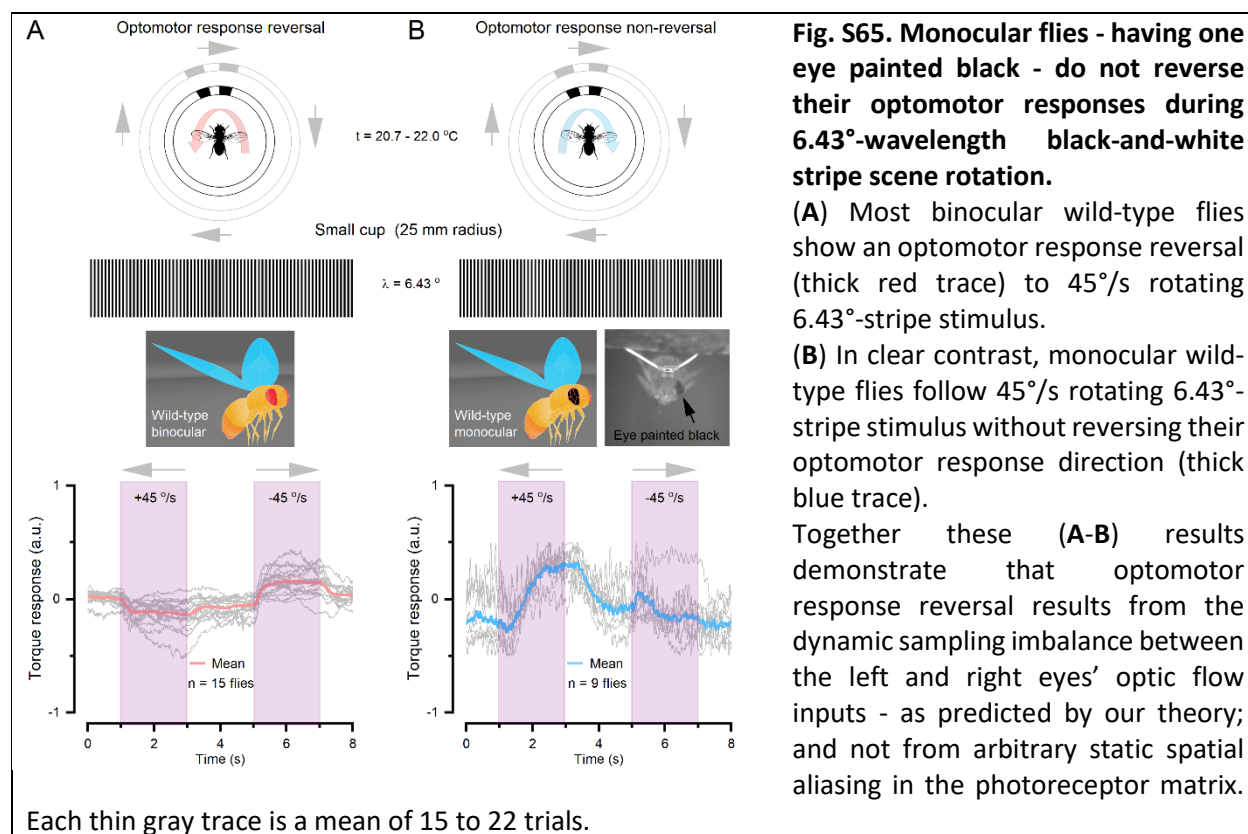 A
Optomotor response reversal
B
Optomotor response non-reversal
t = 20.7 - 22.0 °C
Small cup (25 mm radius)
λ = 6.43 °
Wild-type
binocular
Wild-type
monocular
Eye painted black
1
0
-1
Torque response (a.u.)
+45 °/s
-45 °/s
Mean
n = 15 flies
0
2
4
6
8
Time (s)
1
0
-1
Torque response (a.u.)
+45 °/s
-45 °/s
Mean
n = 9 flies
0
2
4
6
8
Time (s)
Fig. S65. Monocular flies - having one
eye painted black - do not reverse
their optomotor responses during
6.43°-wavelength black-and-white
stripe scene rotation.
(A) Most binocular wild-type flies
show an optomotor response reversal
(thick red trace) to 45°/s rotating
6.43°-stripe stimulus.
(B) In clear contrast, monocular wild-
type flies follow 45°/s rotating 6.43°-
stripe stimulus without reversing their
optomotor response direction (thick
blue trace).
Together these (A-B) results
demonstrate that optomotor
response reversal results from the
dynamic sampling imbalance between
the left and right eyes’ optic flow
inputs - as predicted by our theory;
and not from arbitrary static spatial
aliasing in the photoreceptor matrix.
Each thin gray trace is a mean of 15 to 22 trials.